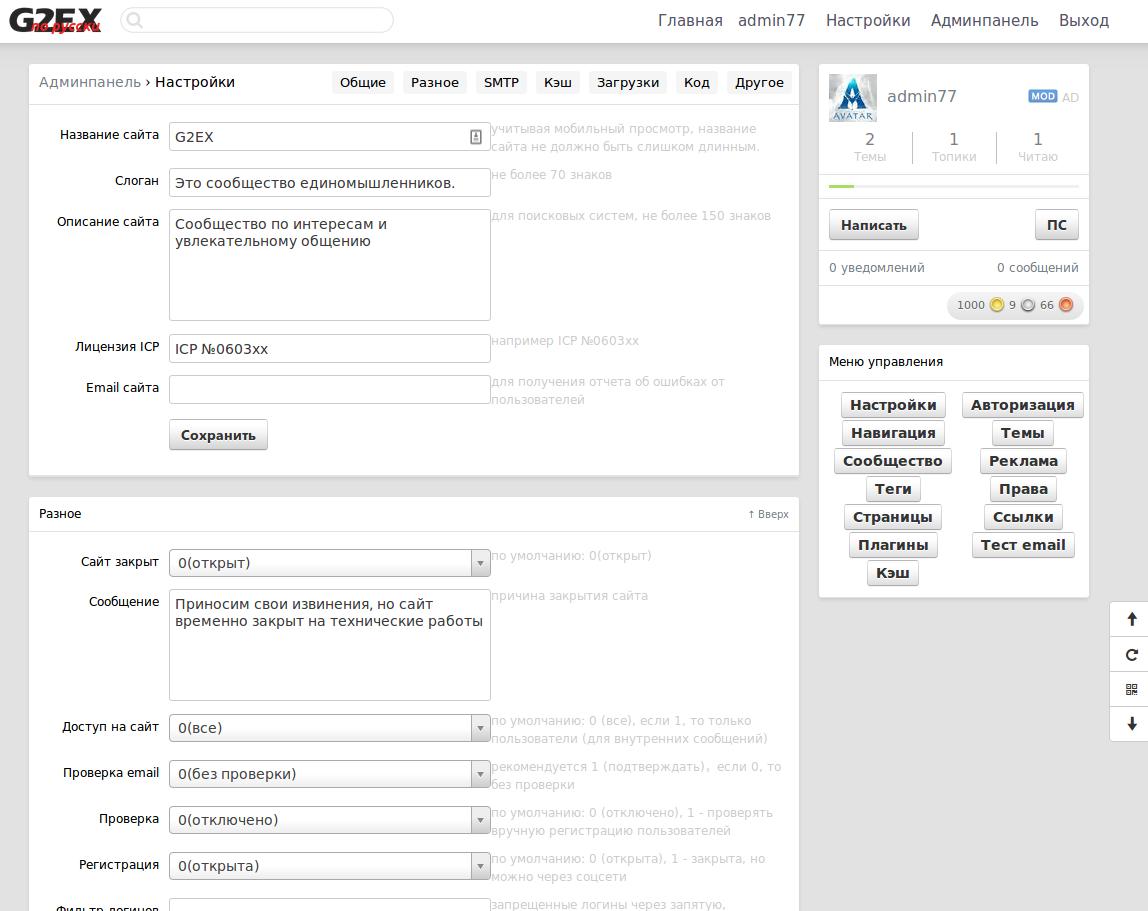 G2EX по русски
Главная admin77 Настройки Админпанель Выход
Админпанель › Настройки Общие Разное SMTP Кэш Загрузки Код Другое
Название сайта G2EX учитывая мобильный просмотр, название
сайта не должно быть слишком длинным.
Слоган Это сообщество единомышленников. не более 70 знаков
Описание сайта Сообщество по интересам и для поисковых систем, не более 150 знаков
увлекательному общению
Лицензия ICP ICP №0603xx например ICP №0603xx
Email сайта для получения отчета об ошибках от
пользователей
Сохранить
Разное ↑ Вверх
Сайт закрыт 0(открыт) по умолчанию: 0(открыт)
Сообщение Приносим свои извинения, но сайт причина закрытия сайта
временно закрыт на технические работы
Доступ на сайт 0(все) по умолчанию: 0 (все), если 1, то только
пользователи (для внутренних сообщений)
Проверка email 0(без проверки) рекомендуется 1 (подтверждать), если 0, то
без проверки
Проверка 0(отключено) по умолчанию: 0 (отключено), 1 - проверять
вручную регистрацию пользователей
Регистрация 0(открыта) по умолчанию: 0 (открыта), 1 - закрыта, но
можно через соцсети
Фильтр логинов запрещенные логины через запятую,
AVATAR admin77 MOD AD
2 1 1
Темы Топики Читаю
Написать ПС
0 уведомлений 0 сообщений
1000 9 66
Меню управления
Настройки Авторизация
Навигация Темы
Сообщество Реклама
Теги Права
Страницы Ссылки
Плагины Тест email
Кэш